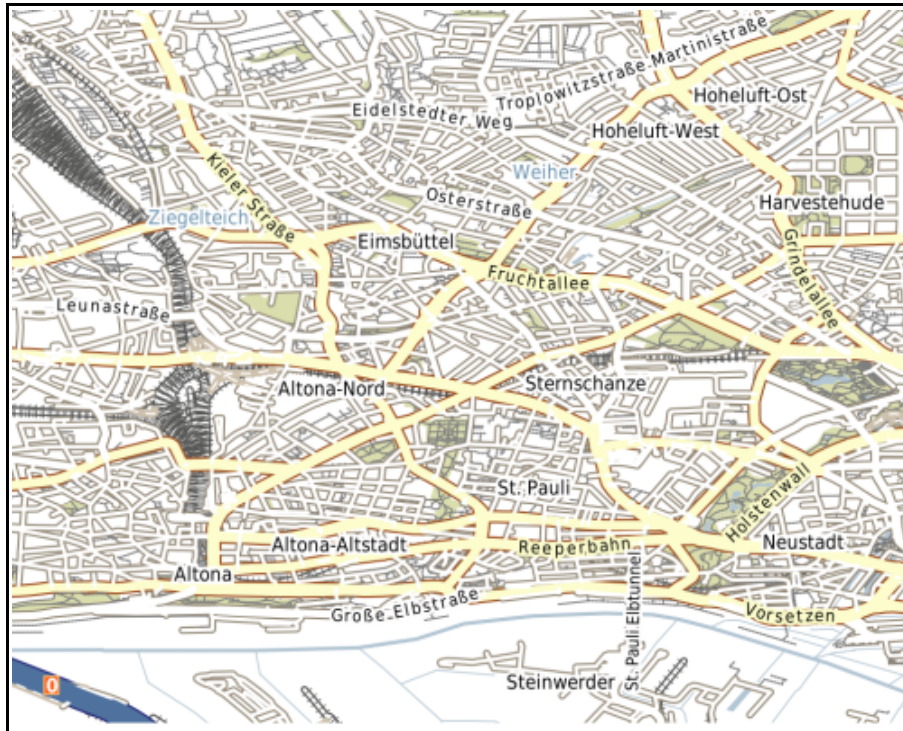 Troplowitzstraße
Martinistraße
Hoheluft-Ost
Eidelstedter Weg
Hoheluft-West
Kieler Straße
Weiher
Osterstraße
Harvestehude
Ziegelteich
Eimsbüttel
Grindelallee
Fruchtallee
Leunastraße
Altona-Nord
Sternschanze
St. Pauli
Holstenwall
Altona-Altstadt
Reeperbahn
Neustadt
Altona
Große Elbstraße
St. Pauli Elbtunnel
Vorsetzen
Steinwerder
0